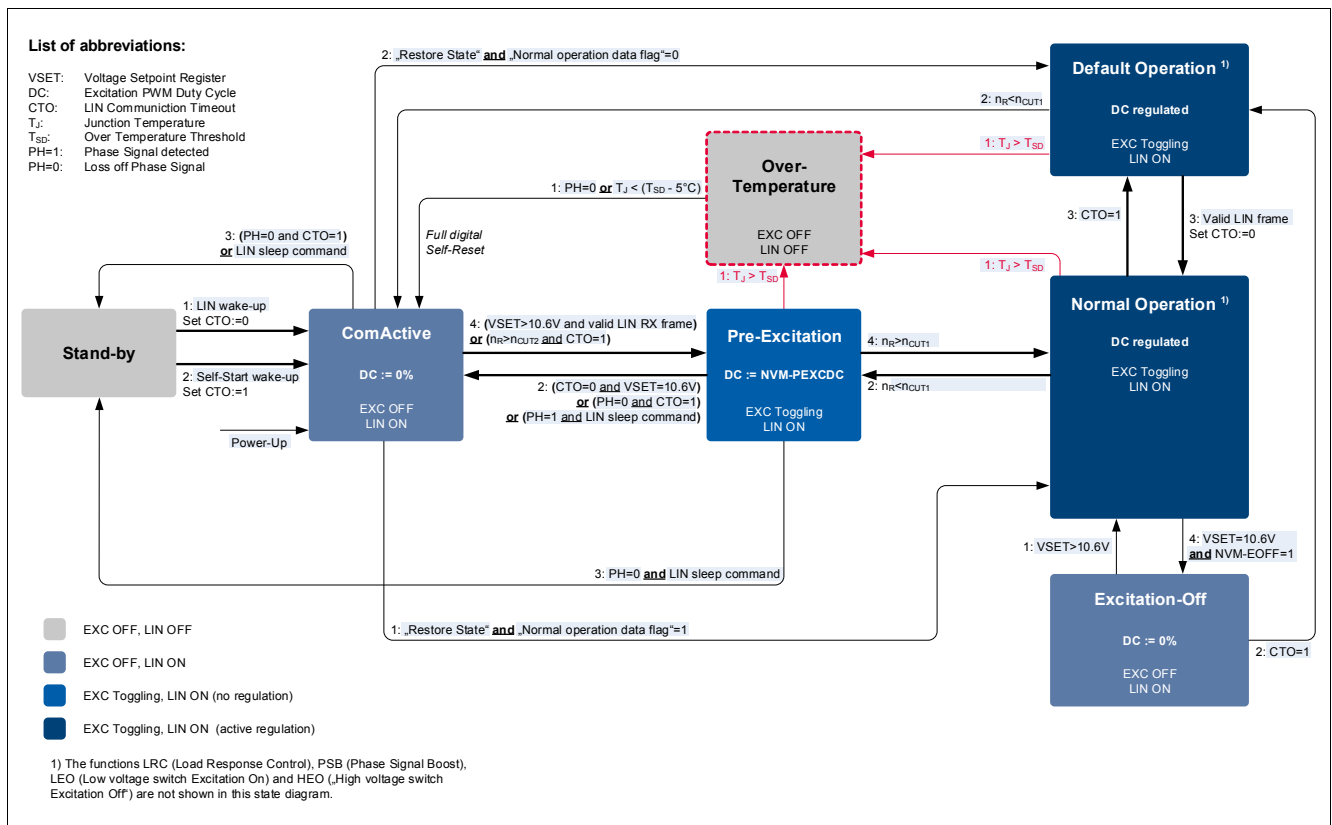 List of abbreviations:
VSET: Voltage Setpoint Register
DC: Excitation PWM Duty Cycle
CTO: LIN Communiction Timeout
TJ: Junction Temperature
TSD: Over Temperature Threshold
PH=1: Phase Signal detected
PH=0: Loss off Phase Signal
2: „Restore State“ and „Normal operation data flag“=0
Default Operation 1)
DC regulated
EXC Toggling
LIN ON
2: nR<nCUT1
1: TJ > TSD
Over-
Temperature
EXC OFF
LIN OFF
1: PH=0 or TJ < (TSD - 5°C)
Full digital
Self-Reset
3: CTO=1
3: Valid LIN frame
Set CTO:=0
3: (PH=0 and CTO=1)
or LIN sleep command
1: TJ > TSD
1: TJ > TSD
Stand-by
1: LIN wake-up
Set CTO:=0
2: Self-Start wake-up
Set CTO:=1
Power-Up
ComActive
DC := 0%
EXC OFF
LIN ON
4: (VSET>10.6V and valid LIN RX frame)
or (nR>nCUT2 and CTO=1)
2: (CTO=0 and VSET=10.6V)
or (PH=0 and CTO=1)
or (PH=1 and LIN sleep command)
Pre-Excitation
DC := NVM-PEXCDC
EXC Toggling
LIN ON
4: nR>nCUT1
2: nR<nCUT1
Normal Operation 1)
DC regulated
EXC Toggling
LIN ON
1: VSET>10.6V
4: VSET=10.6V
and NVM-EOFF=1
3: PH=0 and LIN sleep command
1: „Restore State“ and „Normal operation data flag“=1
Excitation-Off
DC := 0%
EXC OFF
LIN ON
2: CTO=1
EXC OFF, LIN OFF
EXC OFF, LIN ON
EXC Toggling, LIN ON (no regulation)
EXC Toggling, LIN ON (active regulation)
1) The functions LRC (Load Response Control), PSB (Phase Signal Boost),
LEO (Low voltage switch Excitation On) and HEO („High voltage switch
Excitation Off“) are not shown in this state diagram.